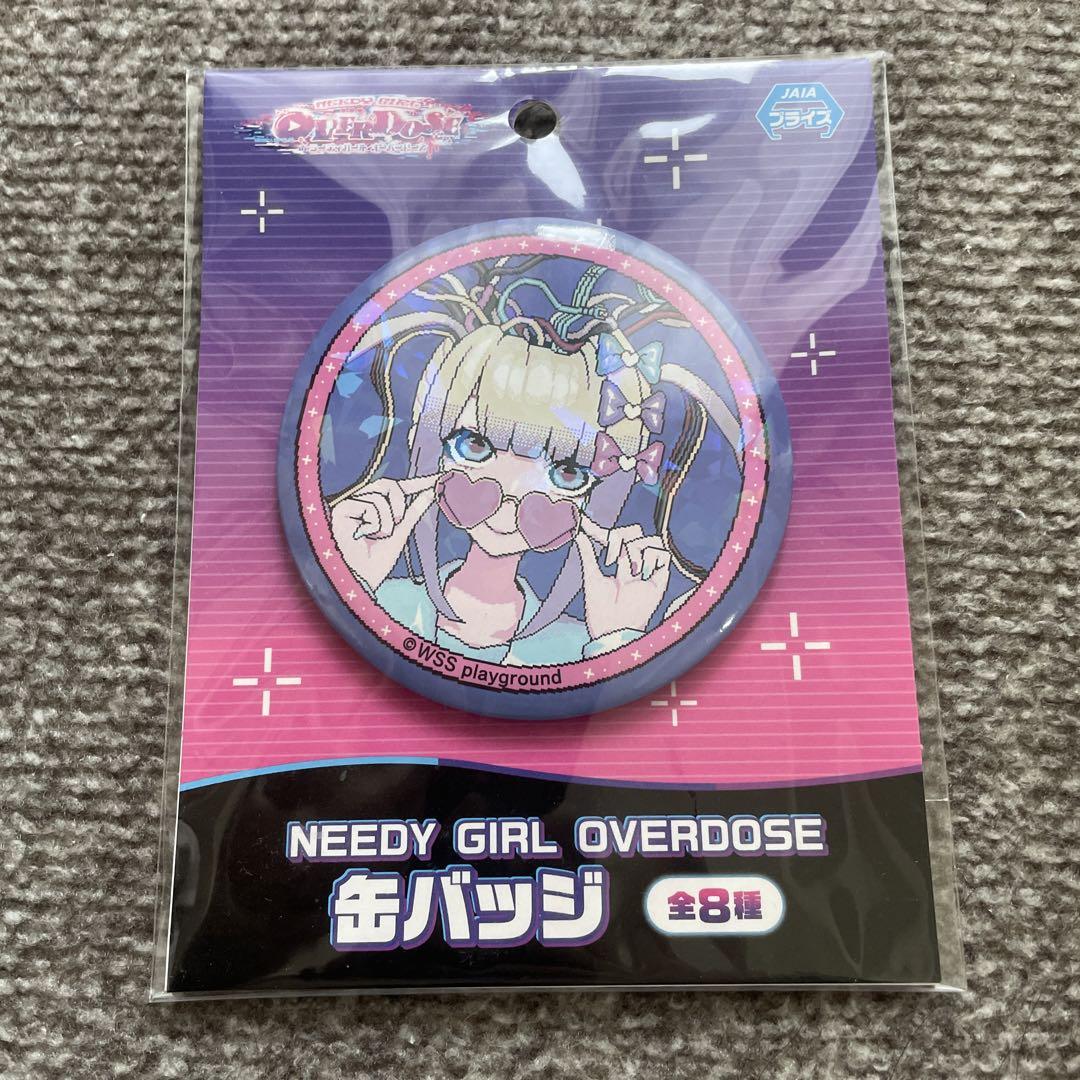 NEEDY GIRL
OVERDOSE
JAIA
プライズ
©WSS playground
NEEDY GIRL OVERDOSE
缶バッジ
全8種